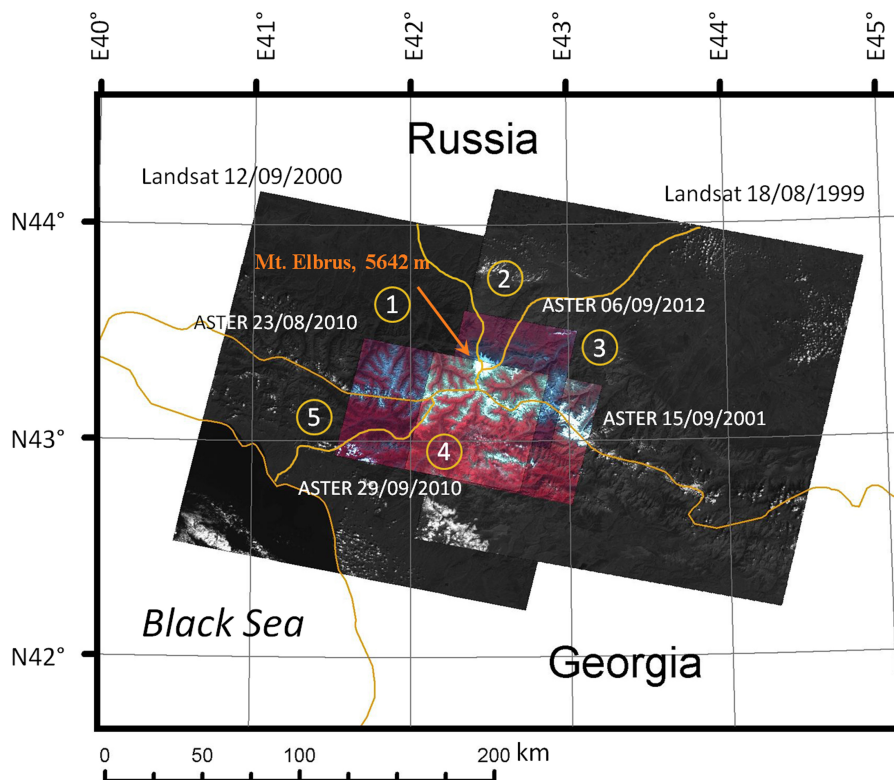 E40°
E41°
E42°
E43°
E44°
E45°
Russia
Landsat 12/09/2000
Landsat 18/08/1999
N44°
Mt. Elbrus, 5642 m
2
1
ASTER 06/09/2012
ASTER 23/08/2010
3
5
ASTER 15/09/2001
N43°
4
ASTER 29/09/2010
Black Sea
N42°
Georgia
0 50 100 200 km